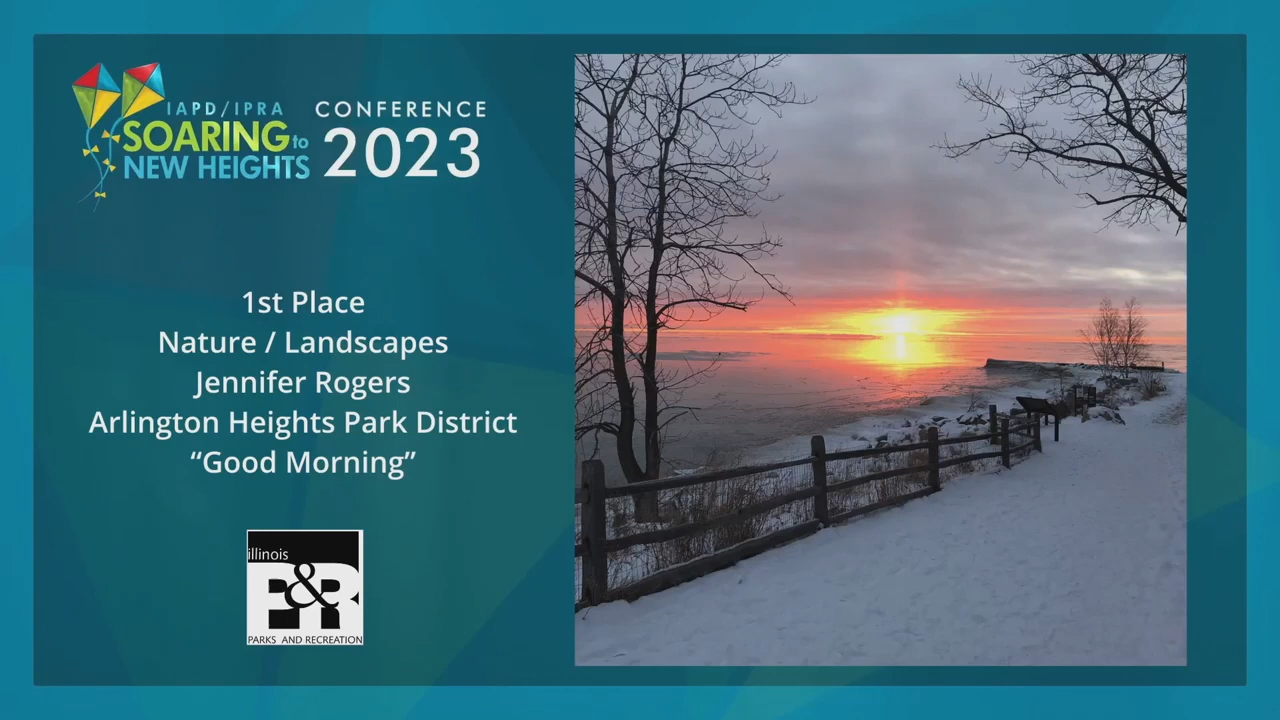 IAPD/IPRA
SOARING to
NEW HEIGHTS
CONFERENCE
2023
1st Place
Nature / Landscapes
Jennifer Rogers
Arlington Heights Park District
“Good Morning”
illinois
P&R
PARKS AND RECREATION